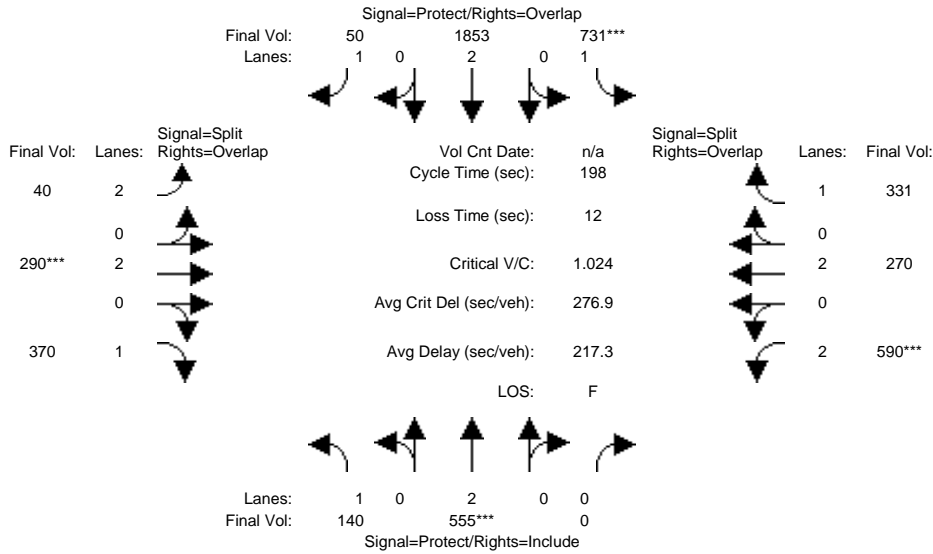 Signal=Protect/Rights=Overlap
Final Vol: 50 1853 731***
Lanes: 1 0 2 0 1
Signal=Split Signal=Split
Final Vol: Lanes: Rights=Overlap Vol Cnt Date: n/a Rights=Overlap Lanes: Final Vol:
Cycle Time (sec): 198
40 2 1 331
Loss Time (sec): 12
0 0
290*** 2 Critical V/C: 1.024 2 270
0 Avg Crit Del (sec/veh): 276.9 0
370 1 Avg Delay (sec/veh): 217.3 2 590***
LOS: F
Lanes: 1 0 2 0 0
Final Vol: 140 555*** 0
Signal=Protect/Rights=Include